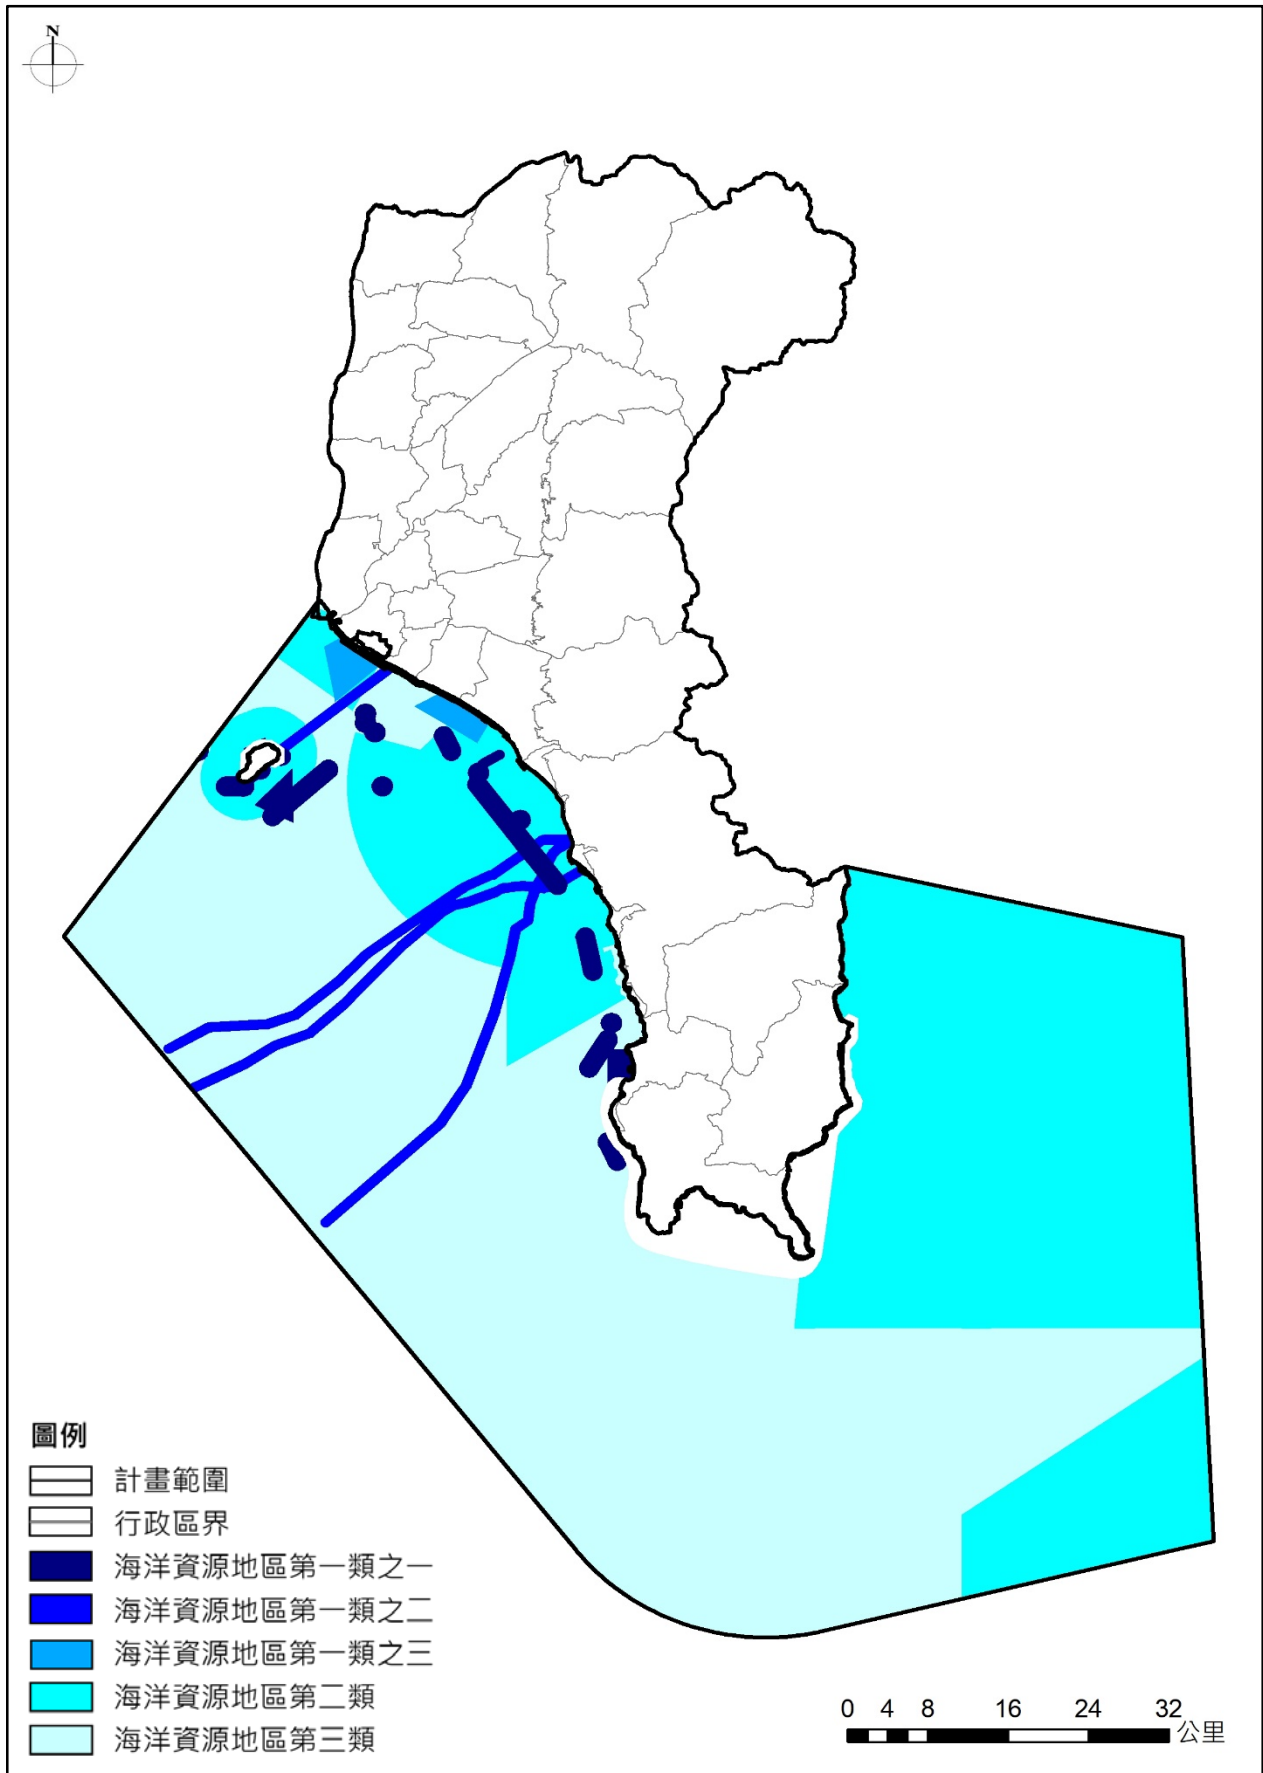 N
圖例
計畫範圍
行政區界
海洋資源地區第一類之一
海洋資源地區第一類之二
海洋資源地區第一類之三
海洋資源地區第二類
海洋資源地區第三類
0 4 8 16 24 32
公里